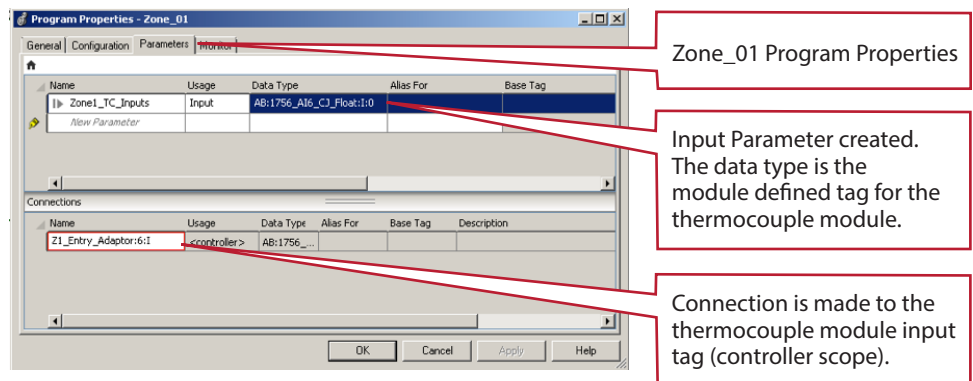 Program Properties - Zone_01
General Configuration Parameters Monitor
Name Usage Data Type Alias For Base Tag
Zone1_TC_Inputs Input AB:1756_AI6_CJ_Float:I:0
New Parameter
Connections
Name Usage Data Type Alias For Base Tag Description
Z1_Entry_Adaptor:6:I <controller> AB:1756_...
OK Cancel Apply Help
Zone_01 Program Properties
Input Parameter created.
The data type is the
module defined tag for the
thermocouple module.
Connection is made to the
thermocouple module input
tag (controller scope).